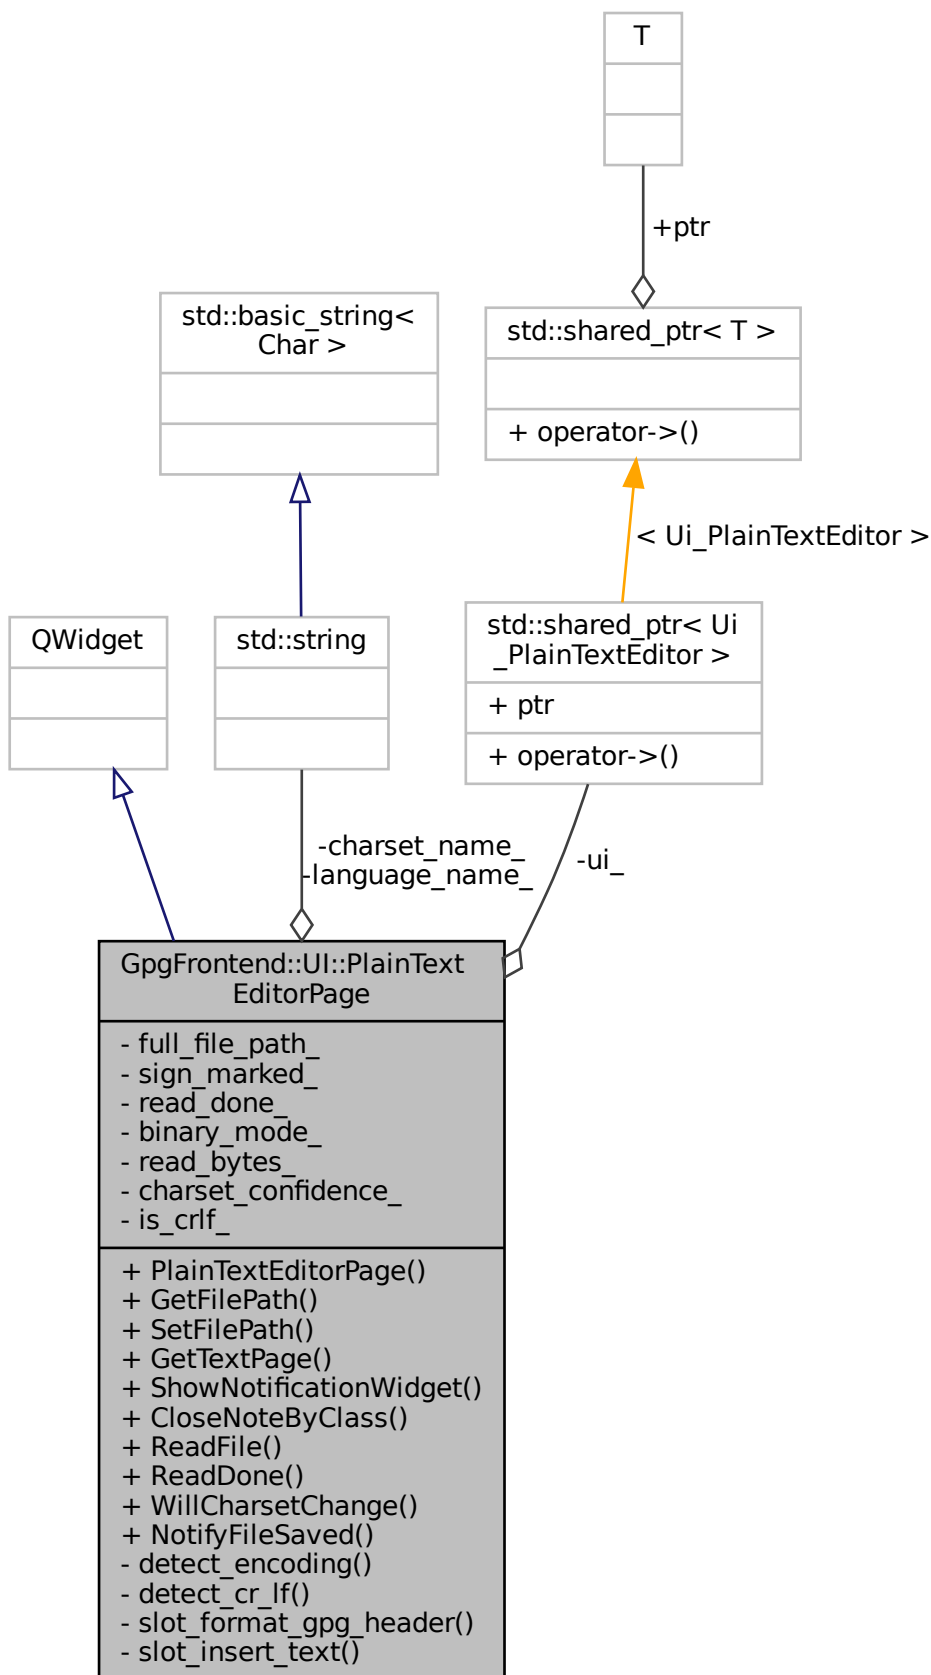 T
+ptr
std::basic_string<
Char >
std::shared_ptr< T >
+ operator->()
< Ui_PlainTextEditor >
QWidget
std::string
std::shared_ptr< Ui
_PlainTextEditor >
+ ptr
+ operator->()
-charset_name_
-language_name_
-ui_
GpgFrontend::UI::PlainText
EditorPage
- full_file_path_
- sign_marked_
- read_done_
- binary_mode_
- read_bytes_
- charset_confidence_
- is_crlf_
+ PlainTextEditorPage()
+ GetFilePath()
+ SetFilePath()
+ GetTextPage()
+ ShowNotificationWidget()
+ CloseNoteByClass()
+ ReadFile()
+ ReadDone()
+ WillCharsetChange()
+ NotifyFileSaved()
- detect_encoding()
- detect_cr_lf()
- slot_format_gpg_header()
- slot_insert_text()